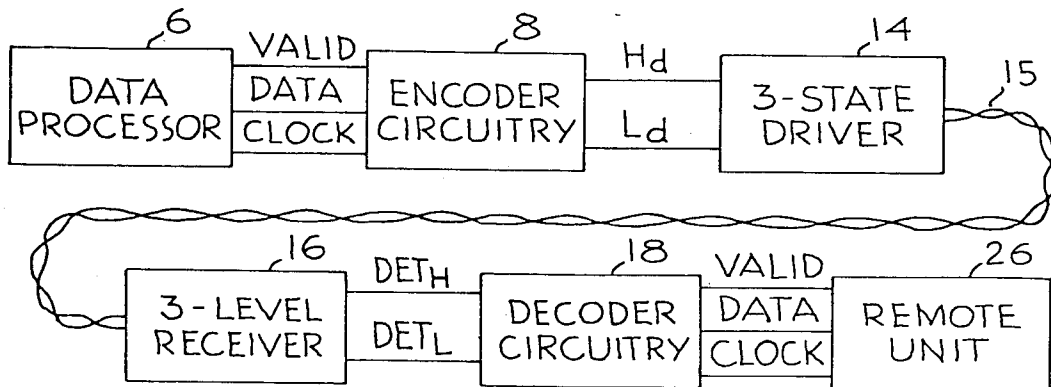 6
VALID
8
14
15
DATA
PROCESSOR
DATA
CLOCK
ENCODER
CIRCUITRY
Hd
Ld
3-STATE
DRIVER
16
DETH
18
VALID
26
3-LEVEL
RECEIVER
DETL
DECODER
CIRCUITRY
DATA
CLOCK
REMOTE
UNIT